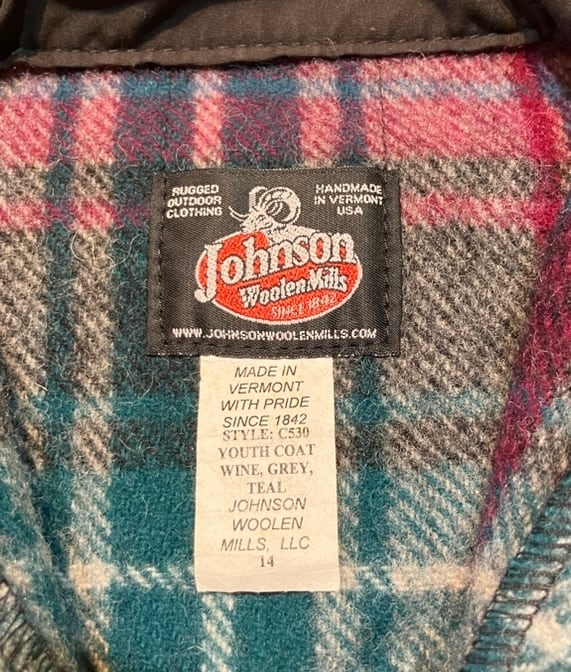 RUGGED
OUTDOOR
CLOTHING
HANDMADE
IN VERMONT
USA
Johnson
Woolen Mills
SINCE 1842
WWW.JOHNSONWOOLENMILLS.COM
MADE IN
VERMONT
WITH PRIDE
SINCE 1842
STYLE: C530
YOUTH COAT
WINE, GREY,
TEAL
JOHNSON
WOOLEN
MILLS, LLC
14